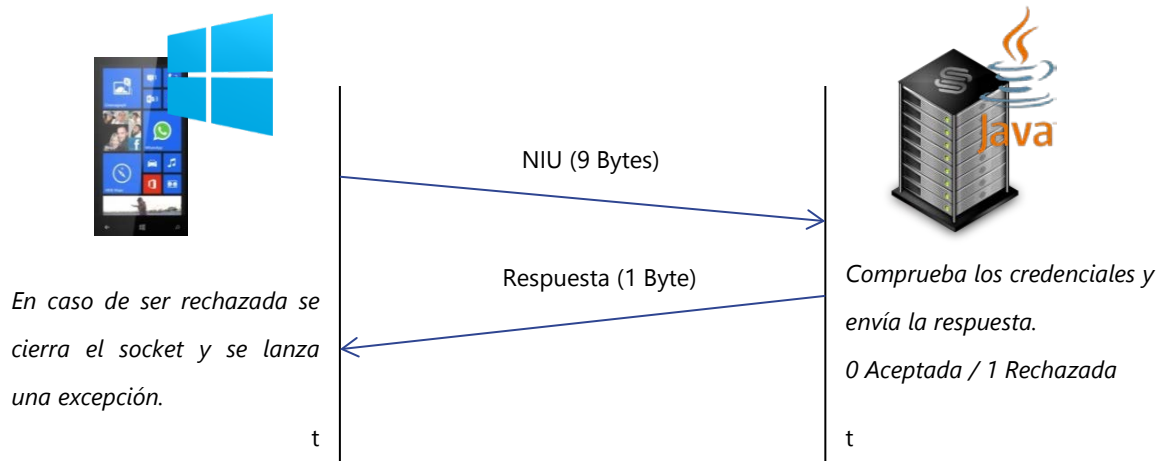 Java
NIU (9 Bytes)
Respuesta (1 Byte)
En caso de ser rechazada se
cierra el socket y se lanza
una excepción.
Comprueba los credenciales y
envía la respuesta.
0 Aceptada / 1 Rechazada
t
t